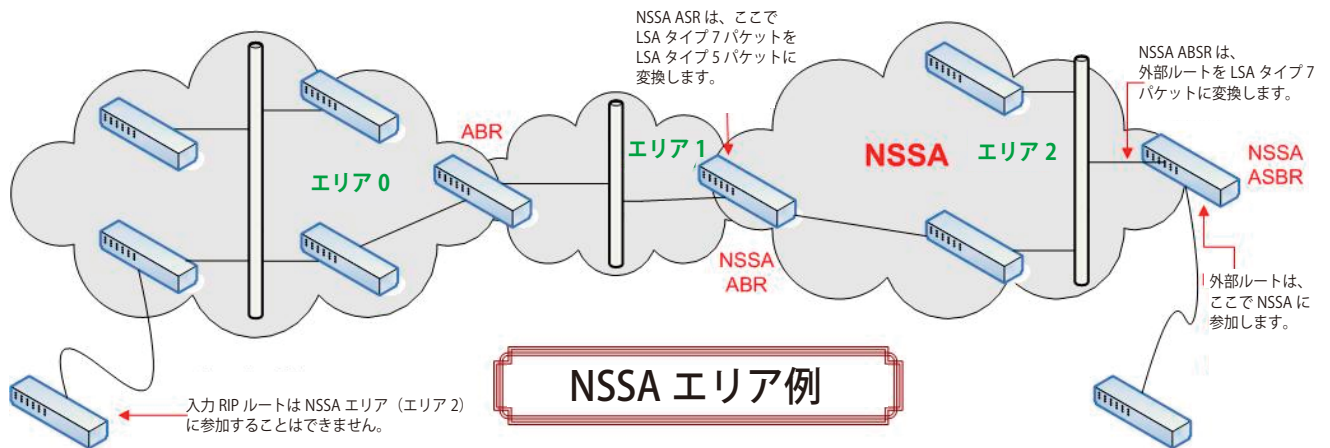 NSSA ASR は、ここで
LSA タイプ 7 パケットを
LSA タイプ 5 パケットに
変換します。
NSSA ABSR は、
外部ルートを LSA タイプ 7
パケットに変換します。
ABR
エリア 1
NSSA
エリア 2
エリア 0
NSSA
ASBR
NSSA
ABR
外部ルートは、
ここで NSSA に
参加します。
NSSA エリア例
入力 RIP ルートは NSSA エリア（エリア 2）
に参加することはできません。